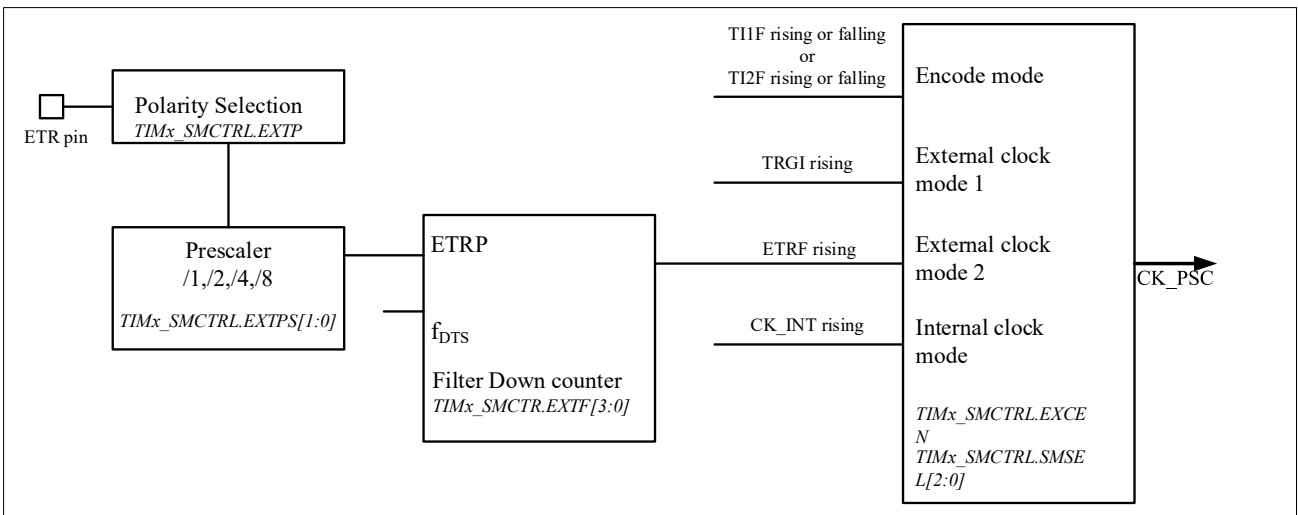 ETR pin
Polarity Selection
TIMx_SMCTRL.EXTP
Prescaler
/1,/2,/4,/8
TIMx_SMCTRL.EXTPS[1:0]
ETRP
fDTS
Filter Down counter
TIMx_SMCTR.EXTF[3:0]
TI1F rising or falling
or
TI2F rising or falling
TRGI rising
ETRF rising
CK_INT rising
Encode mode
External clock
mode 1
External clock
mode 2
Internal clock
mode
TIMx_SMCTRL.EXCE
N
TIMx_SMCTRL.SMSE
L[2:0]
CK_PSC